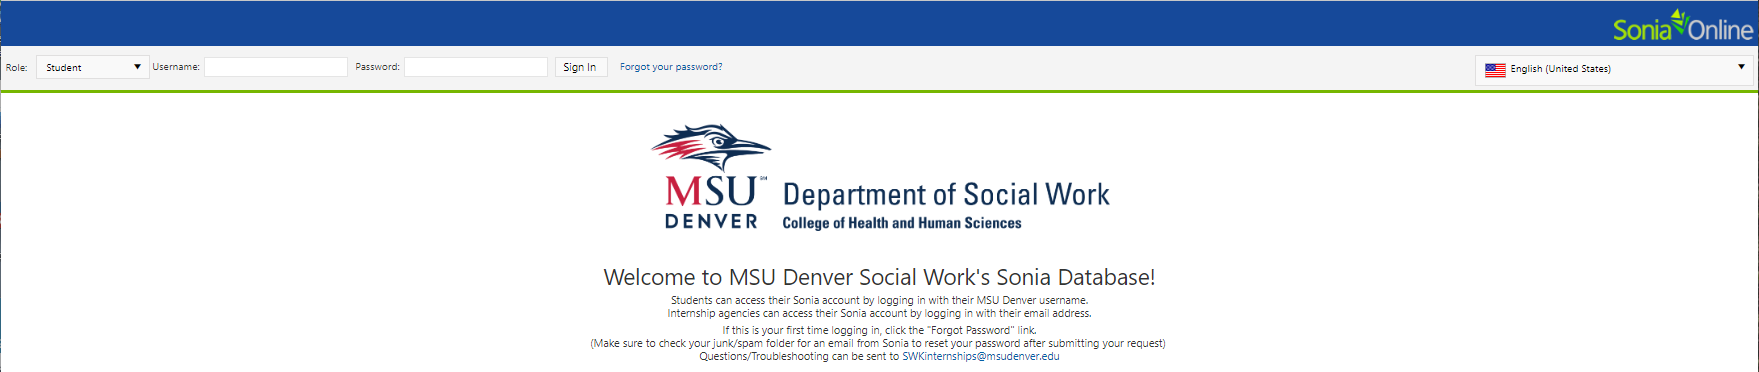 Sonia Online
Role: Student Username: Password: Sign In Forgot your password? English (United States)
MSU SM
DENVER
Department of Social Work
College of Health and Human Sciences
Welcome to MSU Denver Social Work's Sonia Database!
Students can access their Sonia account by logging in with their MSU Denver username.
Internship agencies can access their Sonia account by logging in with their email address.
If this is your first time logging in, click the "Forgot Password" link.
(Make sure to check your junk/spam folder for an email from Sonia to reset your password after submitting your request)
Questions/Troubleshooting can be sent to SWKinternships@msudenver.edu